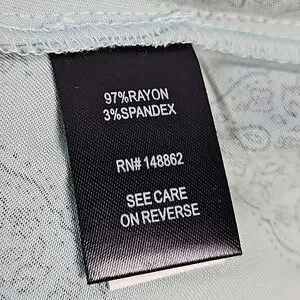 97%RAYON
3%SPANDEX
RN# 148862
SEE CARE
ON REVERSE